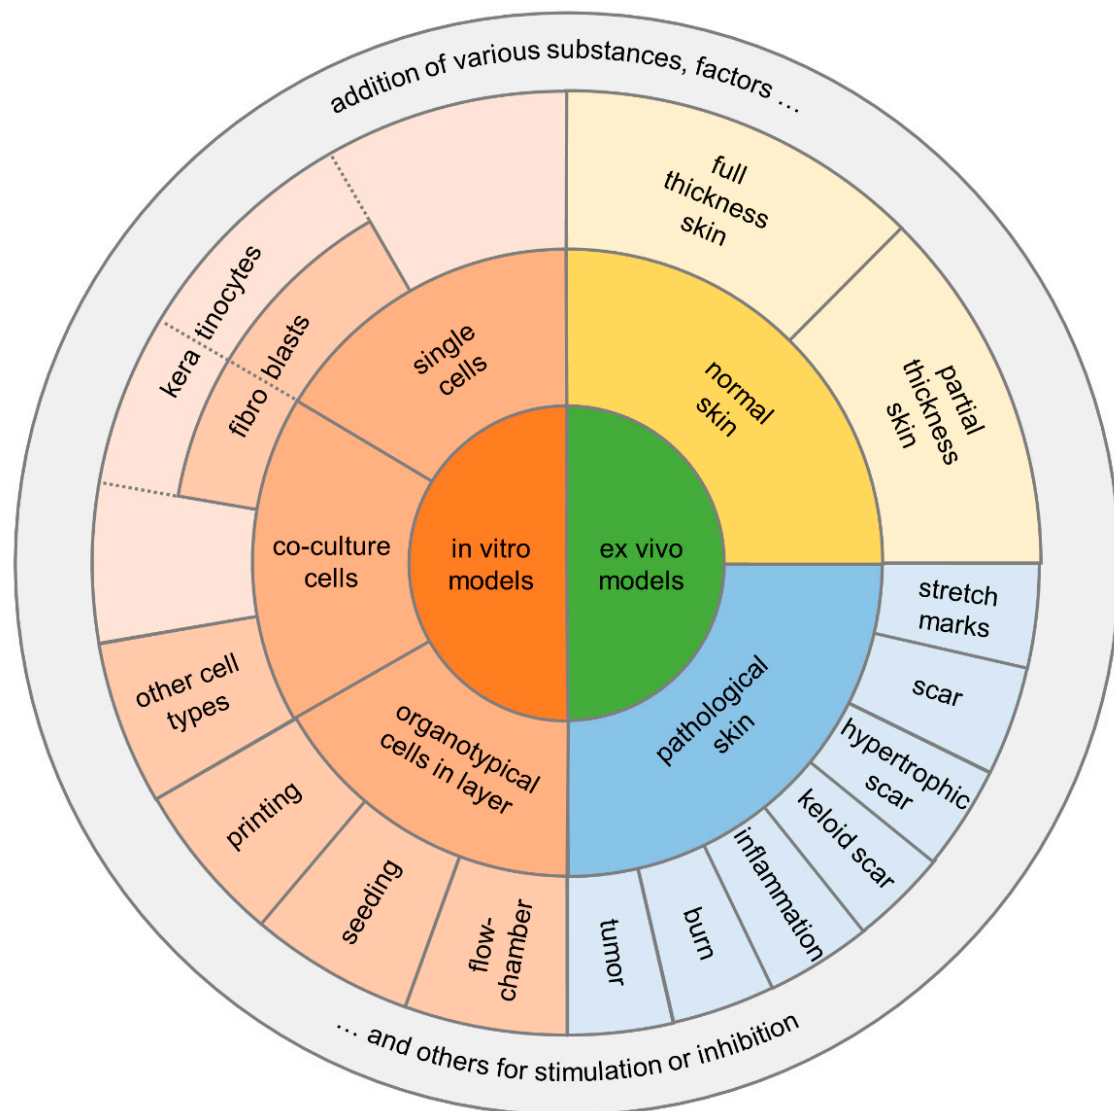 addition of various substances, factors ...
full
thickness
skin
partial
thickness
skin
normal
skin
single
cells
kera tinocytes
fibro blasts
in vitro
models
ex vivo
models
co-culture
cells
organotypical
cells in layer
other cell
types
printing
seeding
flow-
chamber
pathological
skin
stretch
marks
scar
hypertrophic
scar
keloid scar
inflammation
burn
tumor
... and others for stimulation or inhibition